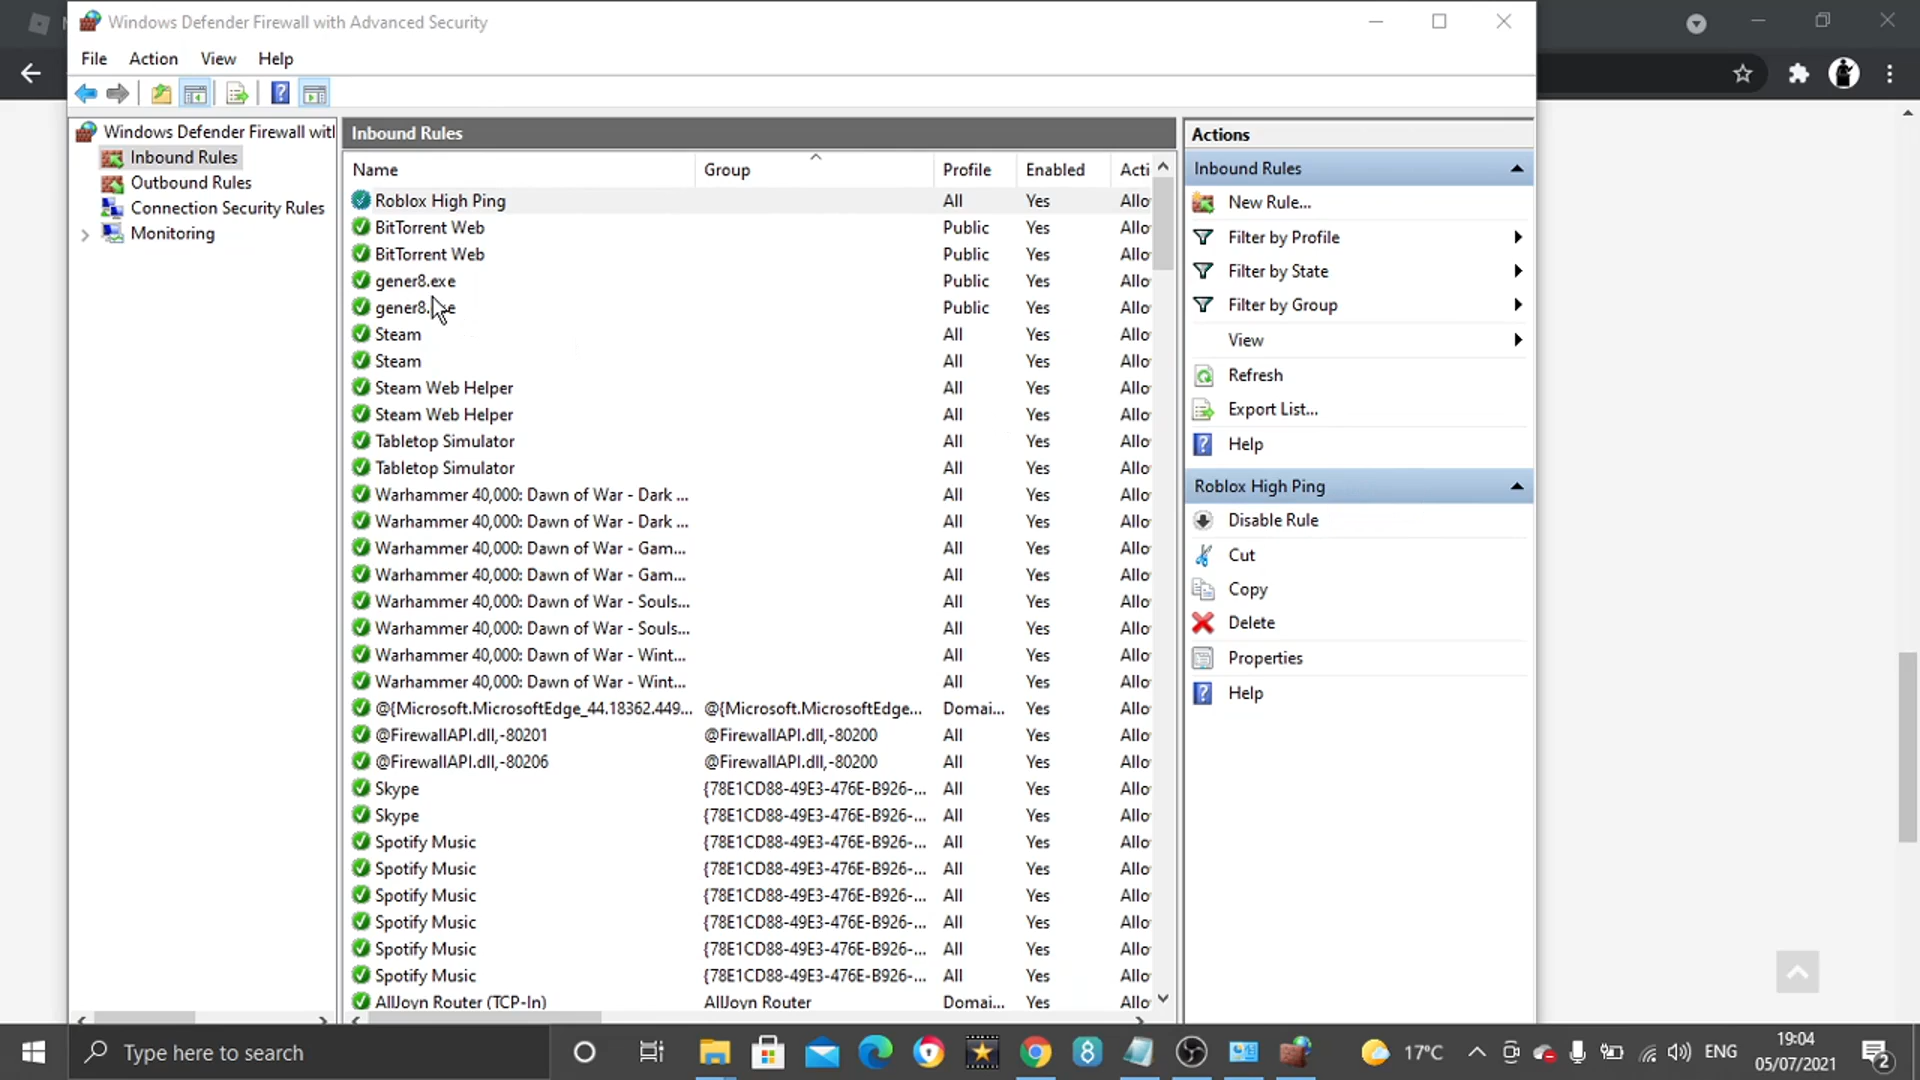 Windows Defender Firewall with Advanced Security
File Action View Help
Windows Defender Firewall witl
Inbound Rules
Outbound Rules
Connection Security Rules
Monitoring
Inbound Rules
Name Group Profile Enabled Acti
Roblox High Ping All Yes Allo
BitTorrent Web Public Yes Allo
BitTorrent Web Public Yes Allo
gener8.exe Public Yes Allo
gener8. e Public Yes Allo
Steam All Yes Allo
Steam All Yes Allo
Steam Web Helper All Yes Allo
Steam Web Helper All Yes Allo
Tabletop Simulator All Yes Allo
Tabletop Simulator All Yes Allo
Warhammer 40,000: Dawn of War - Dark ... All Yes Allo
Warhammer 40,000: Dawn of War - Dark ... All Yes Allo
Warhammer 40,000: Dawn of War - Gam... All Yes Allo
Warhammer 40,000: Dawn of War - Gam... All Yes Allo
Warhammer 40,000: Dawn of War - Souls... All Yes Allo
Warhammer 40,000: Dawn of War - Souls... All Yes Allo
Warhammer 40,000: Dawn of War - Wint... All Yes Allo
Warhammer 40,000: Dawn of War - Wint... All Yes Allo
@{Microsoft.MicrosoftEdge_44.18362.449... @{Microsoft.MicrosoftEdge... Domai... Yes Allo
@FirewallAPI.dll,-80201 @FirewallAPI.dll,-80200 All Yes Allo
@FirewallAPI.dll,-80206 @FirewallAPI.dll,-80200 All Yes Allo
Skype {78E1CD88-49E3-476E-B926-... All Yes Allo
Skype {78E1CD88-49E3-476E-B926-... All Yes Allo
Spotify Music {78E1CD88-49E3-476E-B926-... All Yes Allo
Spotify Music {78E1CD88-49E3-476E-B926-... All Yes Allo
Spotify Music {78E1CD88-49E3-476E-B926-... All Yes Allo
Spotify Music {78E1CD88-49E3-476E-B926-... All Yes Allo
Spotify Music {78E1CD88-49E3-476E-B926-... All Yes Allo
Spotify Music {78E1CD88-49E3-476E-B926-... All Yes Allo
AllJoyn Router (TCP-In) AllJoyn Router Domai... Yes Allo
Actions
Inbound Rules
New Rule...
Filter by Profile
Filter by State
Filter by Group
View
Refresh
Export List...
Help
Roblox High Ping
Disable Rule
Cut
Copy
Delete
Properties
Help
Type here to search
8
17°C
ENG
19:04
05/07/2021
2